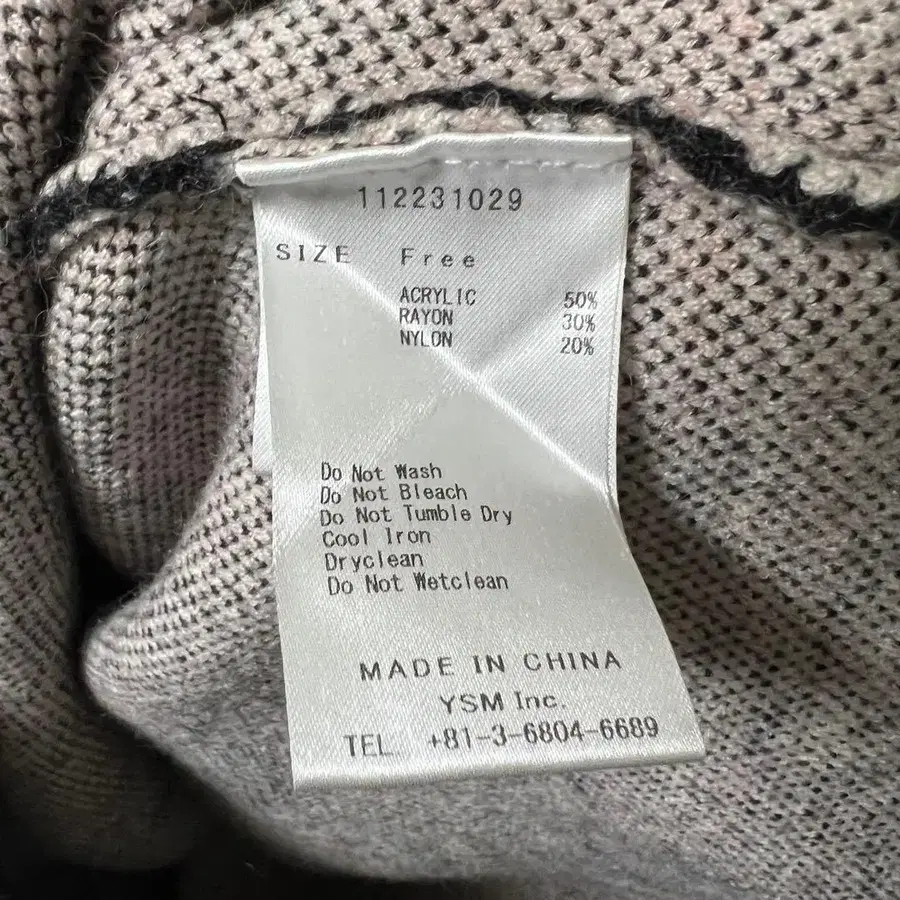 112231029
SIZE Free
ACRYLIC 50%
RAYON 30%
NYLON 20%
Do Not Wash
Do Not Bleach
Do Not Tumble Dry
Cool Iron
Dryclean
Do Not Wetclean
MADE IN CHINA
YSM Inc.
TEL +81-3-6804-6689